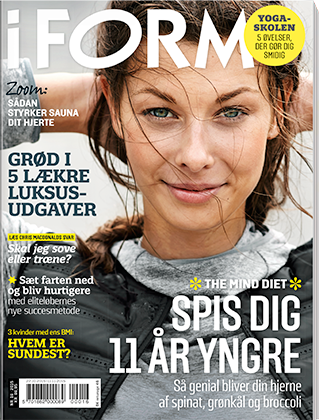 i FORM
YOGA-
SKOLEN
5 ØVELSER,
DER GØR DIG
SMIDIG
Zoom:
SÅDAN
STYRKER SAUNA
DIT HJERTE
GRØD I
5 LÆKRE
LUKSUS-
UDGAVER
LÆS CHRIS MACDONALDS SVAR
Skal jeg sove
eller træne?
* Sæt farten ned
og bliv hurtigere
med eliteløbernes
nye succesmetode
3 kvinder med ens BMI:
HVEM ER
SUNDEST?
* THE MIND DIET *
SPIS DIG
11 ÅR YNGRE
Så genial bliver din hjerne
af spinat, grønkål og broccoli